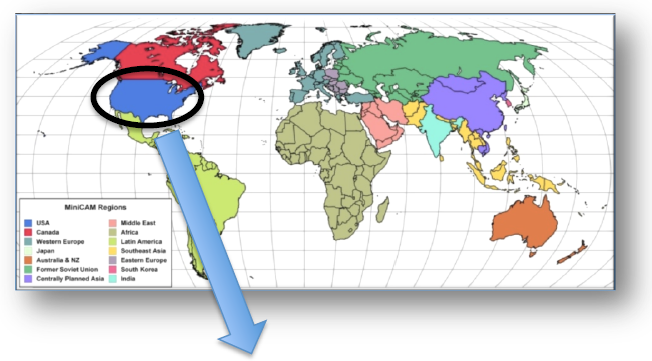 MiniCAM Regions
USA
Canada
Western Europe
Japan
Australia & NZ
Former Soviet Union
Centrally Planned Asia
Middle East
Africa
Latin America
Southeast Asia
Eastern Europe
South Korea
India